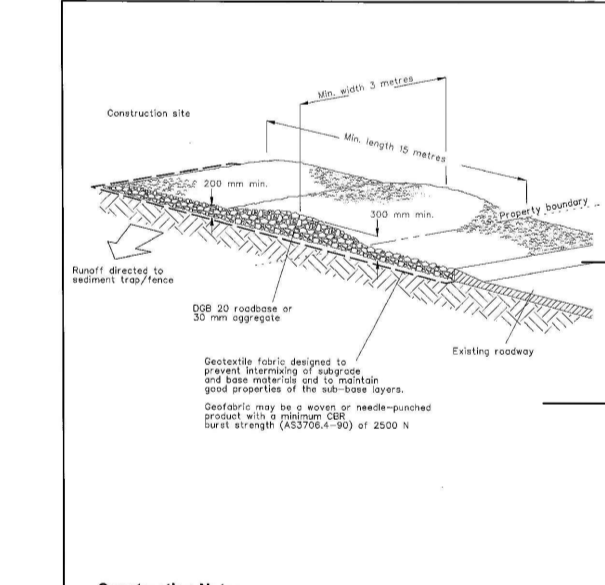 Min. width 3 metres
Construction site
Min. length 15 metres
200 mm min.
300 mm min.
Property boundary
Runoff directed to
sediment trap/fence
DGB 20 roadbase or
30 mm aggregate
Existing roadway
Geotextile fabric designed to
prevent intermixing of subgrade
and base materials and to maintain
good properties of the sub-base layers.
Geofabric may be a woven or needle-punched
product with a minimum CBR
burst strength (AS3706.4-90) of 2500 N